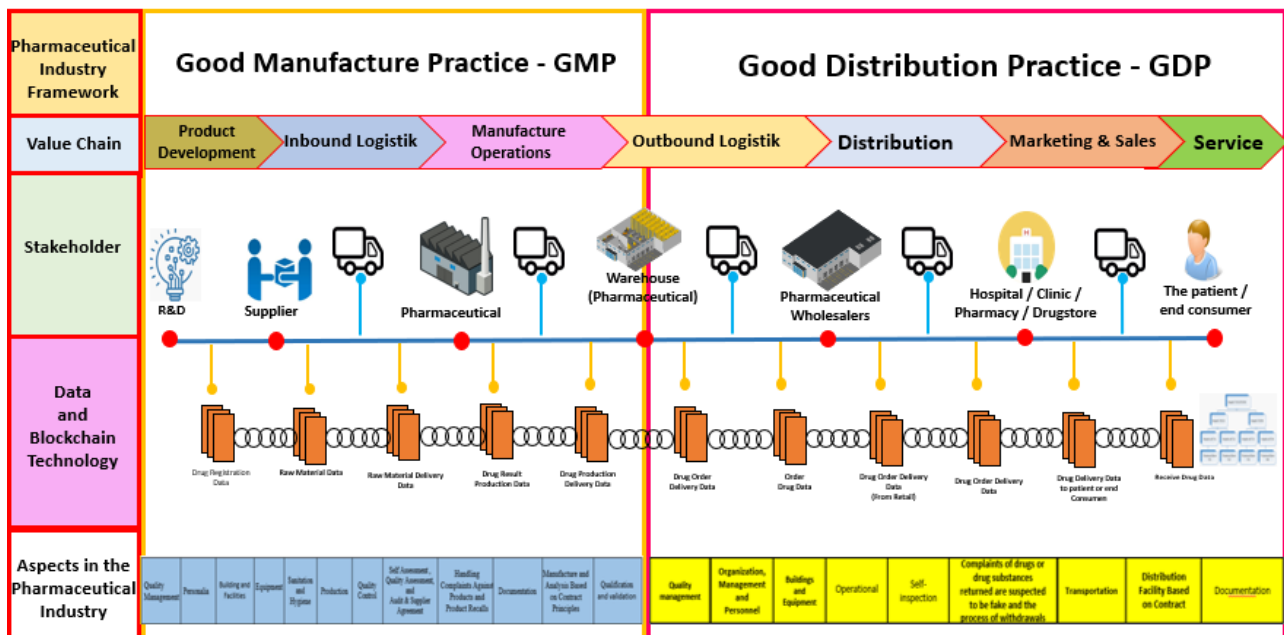 Pharmaceutical
Industry
Framework
Good Manufacture Practice - GMP
Good Distribution Practice - GDP
Value Chain
Product
Development
Inbound Logistik
Manufacture
Operations
Outbound Logistik
Distribution
Marketing & Sales
Service
Stakeholder
R&D
Supplier
Pharmaceutical
Warehouse
(Pharmaceutical)
Pharmaceutical
Wholesalers
H
Hospital / Clinic /
Pharmacy / Drugstore
The patient /
end consumer
Data
and
Blockchain
Technology
Drug Registration
Data
Raw Material Data
Raw Material Delivery
Data
Drug Result
Production Data
Drug Production
Delivery Data
Drug Order
Delivery Data
Order
Drug Data
Drug Order Delivery
Data
(From Retail)
Drug Order Delivery
Data
Drug Delivery Data
to patient or end
Consumen
Receive Drug Data
Aspects in the
Pharmaceutical
Industry
Quality
Management
Personalia
Building and
Facilities
Equipment
Sanitation
and
Hygiene
Production
Quality
Control
Self Assessment,
Quality Assessment,
and
Audit & Supplier
Agreement
Handling
Complaints Against
Products and
Product Recalls
Documentation
Manufacture and
Analysis Based
on Contract
Principles
Qualification
and validation
Quality
management
Organization,
Management
and
Personnel
Buildings
and
Equipment
Operational
Self-
inspection
Complaints of drugs or
drug substances
returned are suspected
to be fake and the
process of withdrawals
Transportation
Distribution
Facility Based
on Contract
Documentation